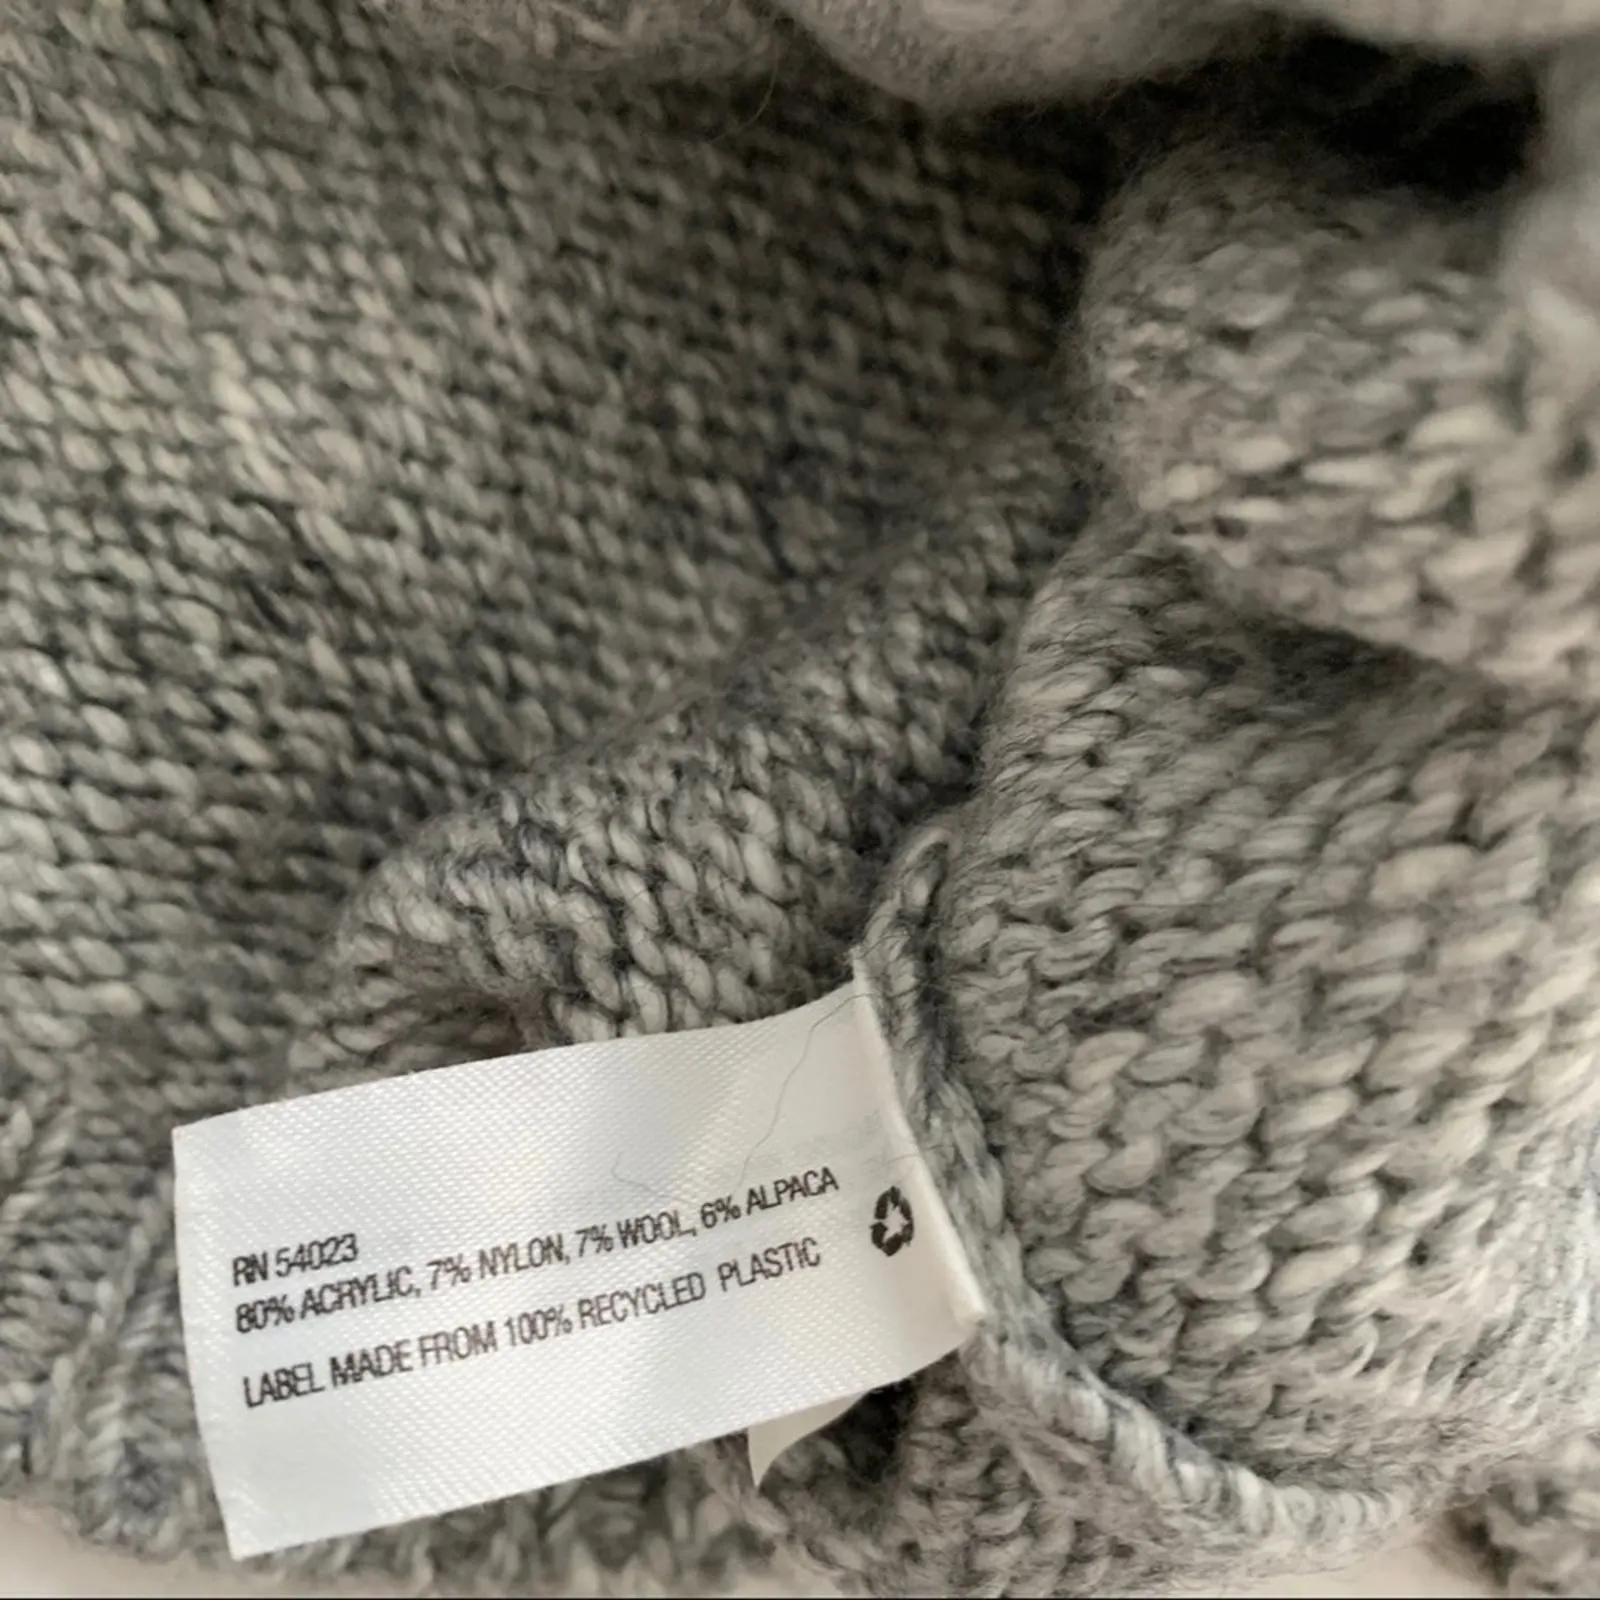 RN 54023
80% ACRYLIC, 7% NYLON, 7% WOOL, 6% ALPACA
LABEL MADE FROM 100% RECYCLED PLASTIC